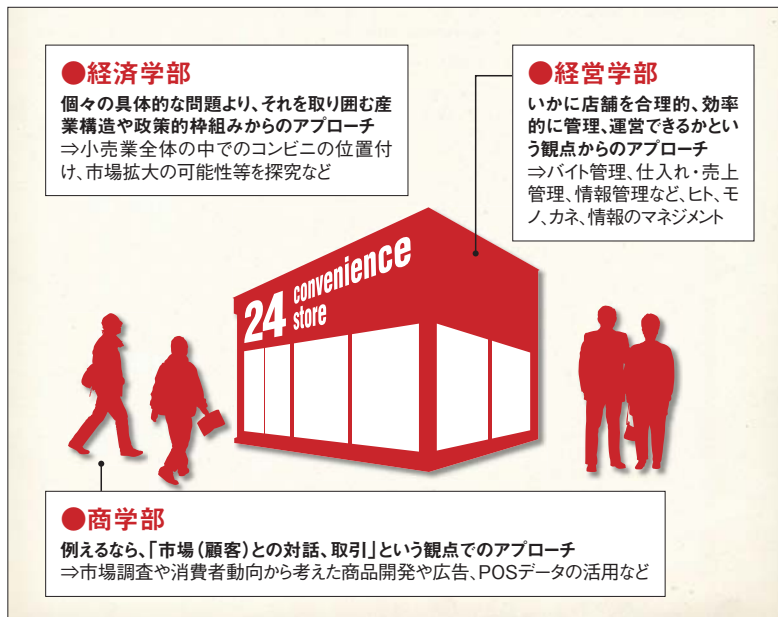 ●経済学部
個々の具体的な問題より、それを取り囲む産
業構造や政策的枠組みからのアプローチ
⇒小売業全体の中でのコンビニの位置付
け、市場拡大の可能性等を探究など
●経営学部
いかに店舗を合理的、効率
的に管理、運営できるかとい
う観点からのアプローチ
⇒バイト管理、仕入れ・売上
管理、情報管理など、ヒト、モ
ノ、カネ、情報のマネジメント
24 convenience
store
●商学部
例えるなら、「市場(顧客)との対話、取引」という観点でのアプローチ
⇒市場調査や消費者動向から考えた商品開発や広告、POSデータの活用など